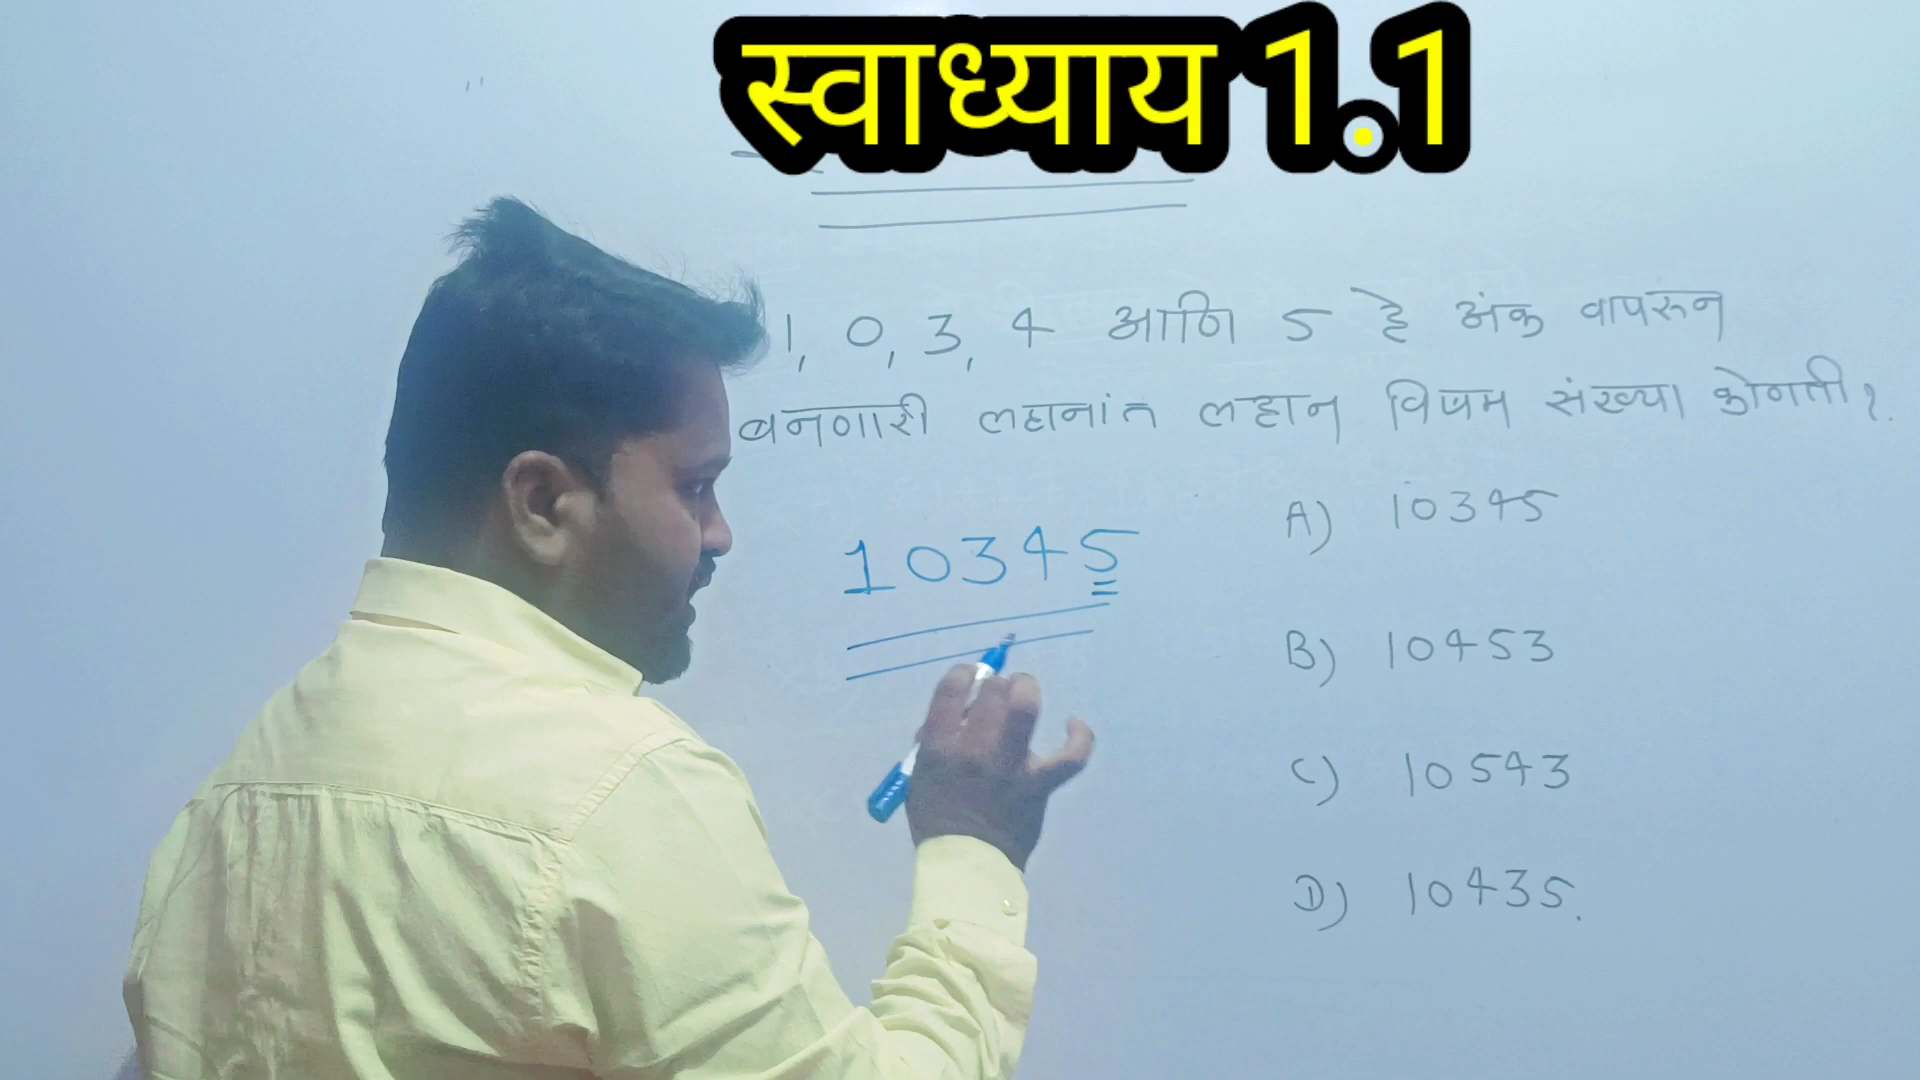 स्वाध्याय 1.1
1, 0, 3, 4 आणि 5 हे अंक वापरून
बनणारी लहानांत लहान विषम संख्या कोणती?
10345
A) 10345
B) 10453
C) 10543
D) 10435.